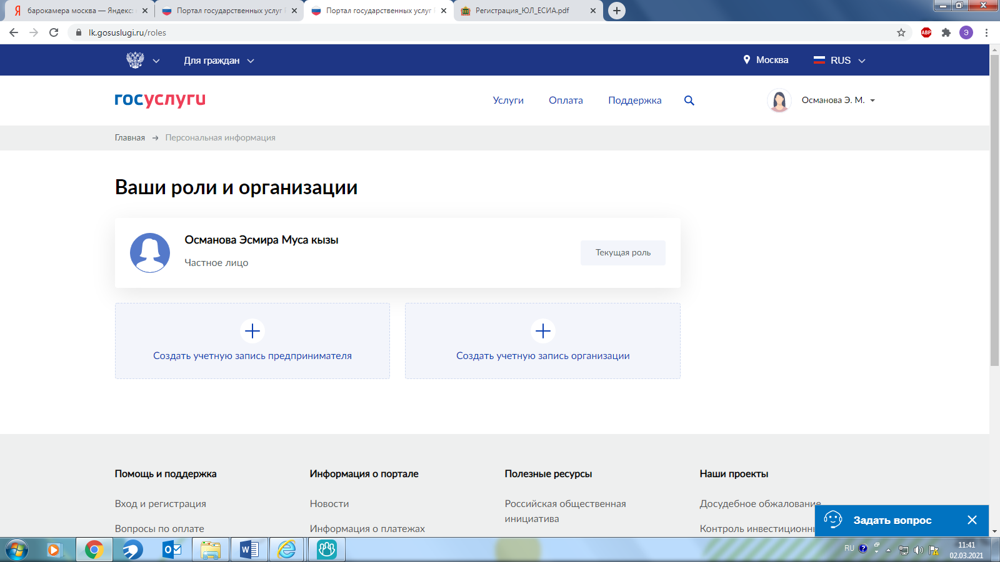 барокамера москва — Яндекс:
Портал государственных услуг
Портал государственных услуг
Регистрация_ЮЛ_ЕСИА.pdf
lk.gosuslugi.ru/roles
ABP
Э
Для граждан
Москва
RUS
госуслуги
Услуги
Оплата
Поддержка
Османова Э. М.
Главная → Персональная информация
Ваши роли и организации
Османова Эсмира Муса кызы
Частное лицо
Текущая роль
Создать учетную запись предпринимателя
Создать учетную запись организации
Помощь и поддержка
Вход и регистрация
Вопросы по оплате
Информация о портале
Новости
Информация о платежах
Полезные ресурсы
Российская общественная
инициатива
Наши проекты
Досудебное обжалование
Контроль инвестиционн
Задать вопрос
RU
11:41
02.03.2021